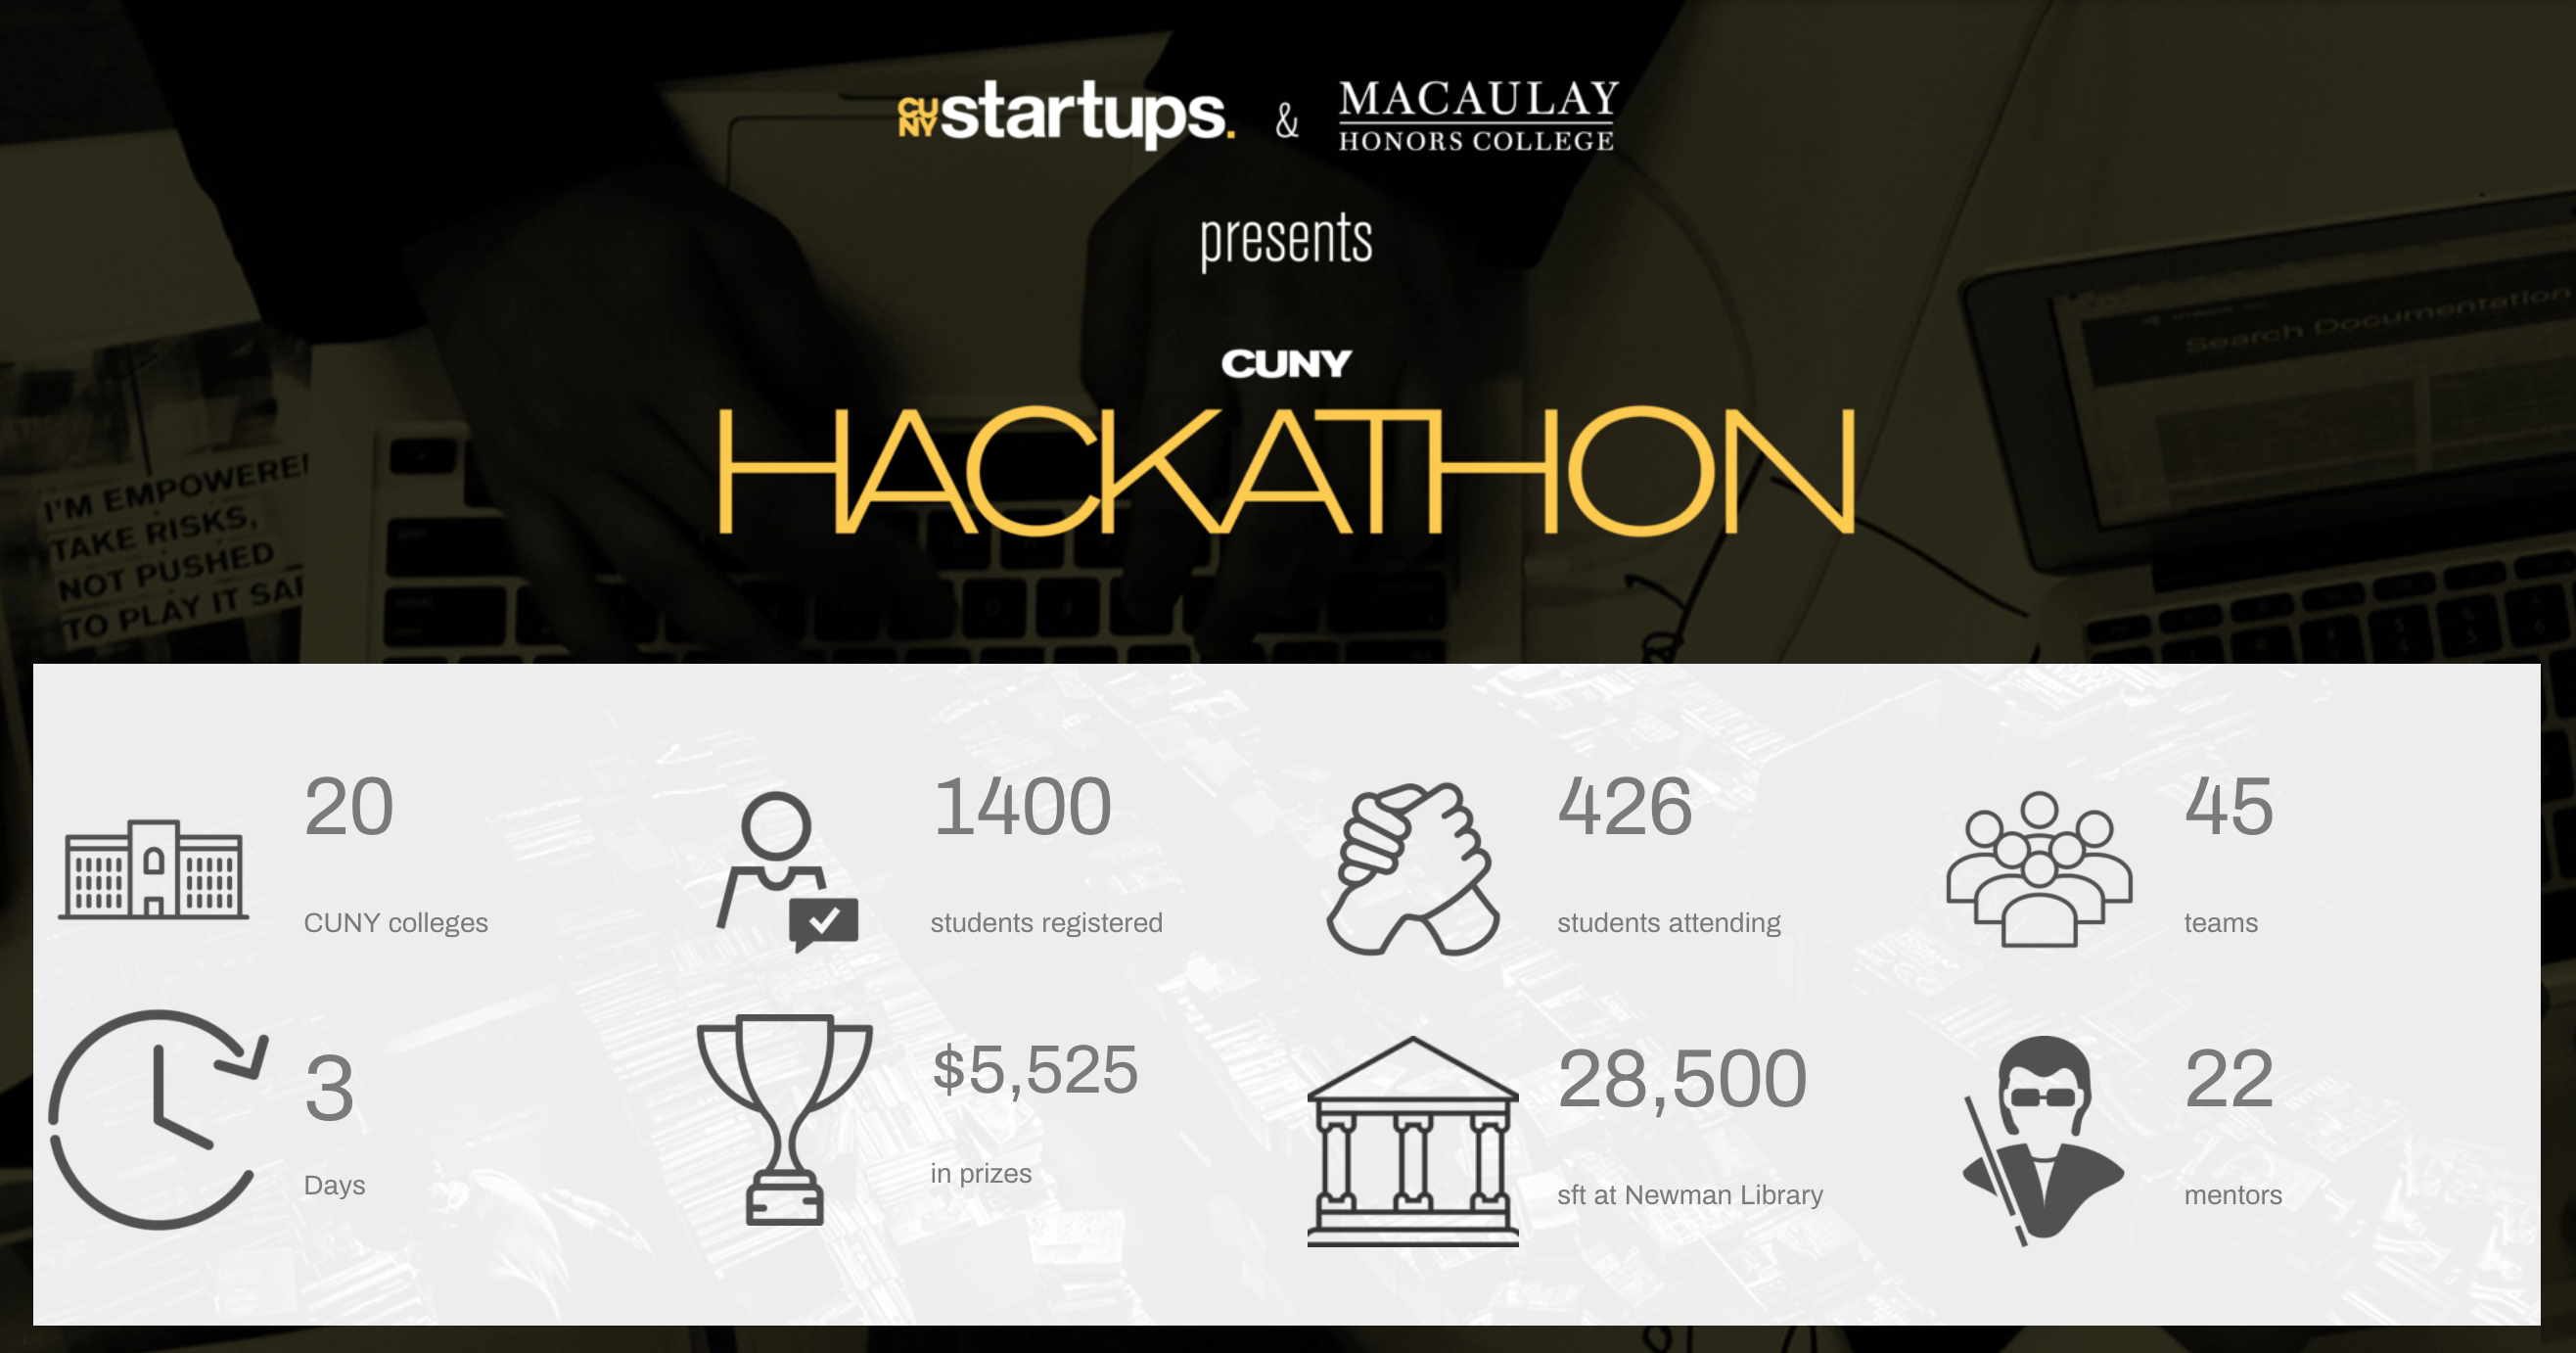 CUNY startups. & MACAULAY HONORS COLLEGE
presents
CUNY
HACKATHON
Search Documentation
I'M EMPOWERE
TAKE RISKS,
NOT PUSHED
TO PLAY IT SAF
20
CUNY colleges
1400
students registered
426
students attending
45
teams
3
Days
$5,525
in prizes
28,500
sft at Newman Library
22
mentors